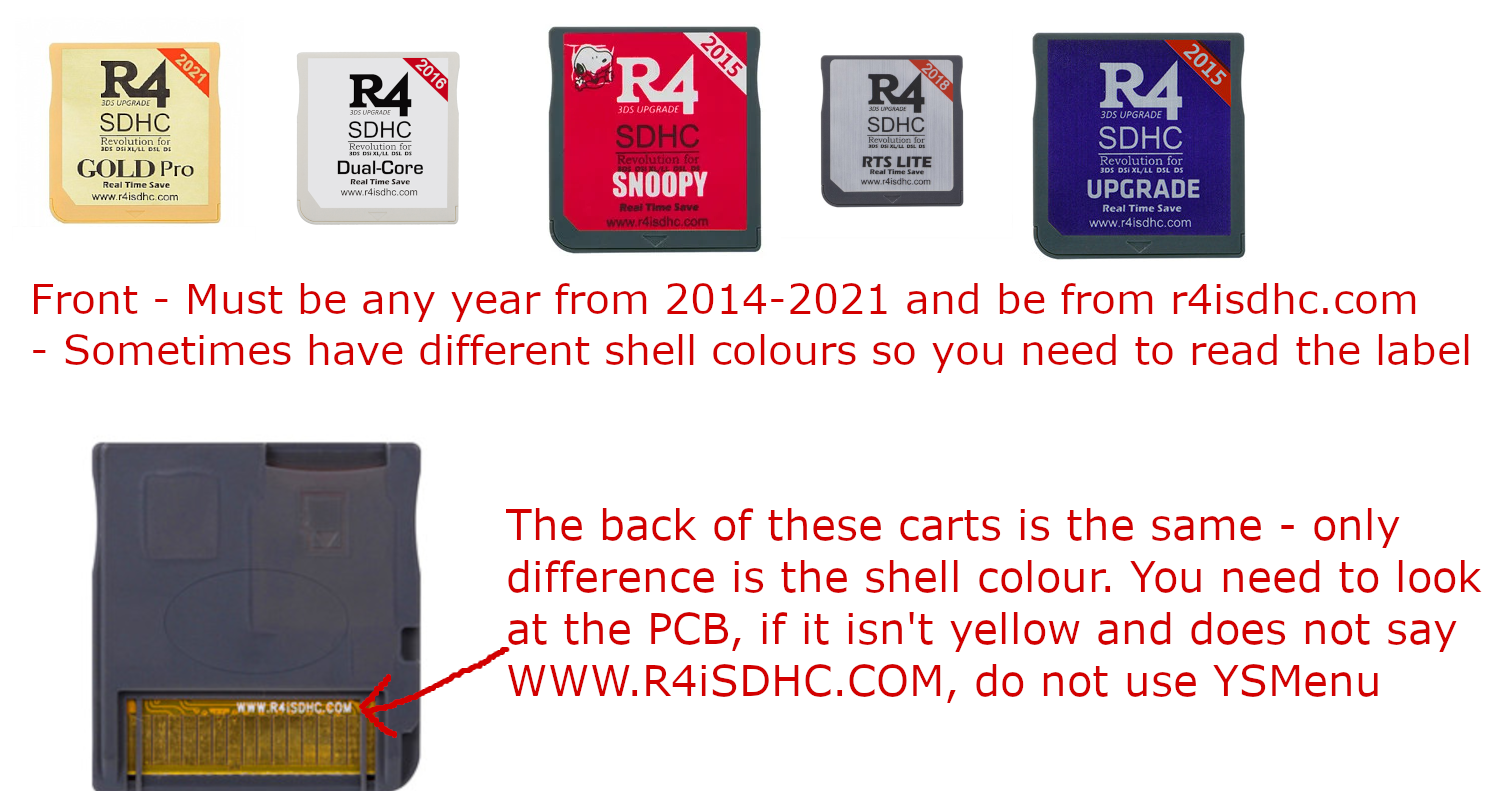 2021
R4
3DS UPGRADE
SDHC
Revolution for
3DS DSi XL/LL DSL DS
GOLD Pro
Real Time Save
www.r4isdhc.com
2016
R4
3DS UPGRADE
SDHC
Revolution for
3DS DSi XL/LL DSL DS
Dual-Core
Real Time Save
www.r4isdhc.com
2015
R4
3DS UPGRADE
SDHC
Revolution for
3DS DSi XL/LL DSL DS
SNOOPY
Real Time Save
www.r4isdhc.com
2018
R4
3DS UPGRADE
SDHC
Revolution for
3DS DSi XL/LL DSL DS
RTS LITE
Real Time Save
www.r4isdhc.com
2015
R4
3DS UPGRADE
SDHC
Revolution for
3DS DSi XL/LL DSL DS
UPGRADE
Real Time Save
www.r4isdhc.com
Front - Must be any year from 2014-2021 and be from r4isdhc.com
- Sometimes have different shell colours so you need to read the label
The back of these carts is the same - only
difference is the shell colour. You need to look
at the PCB, if it isn't yellow and does not say
WWW.R4iSDHC.COM, do not use YSMenu
WWW.R4iSDHC.COM